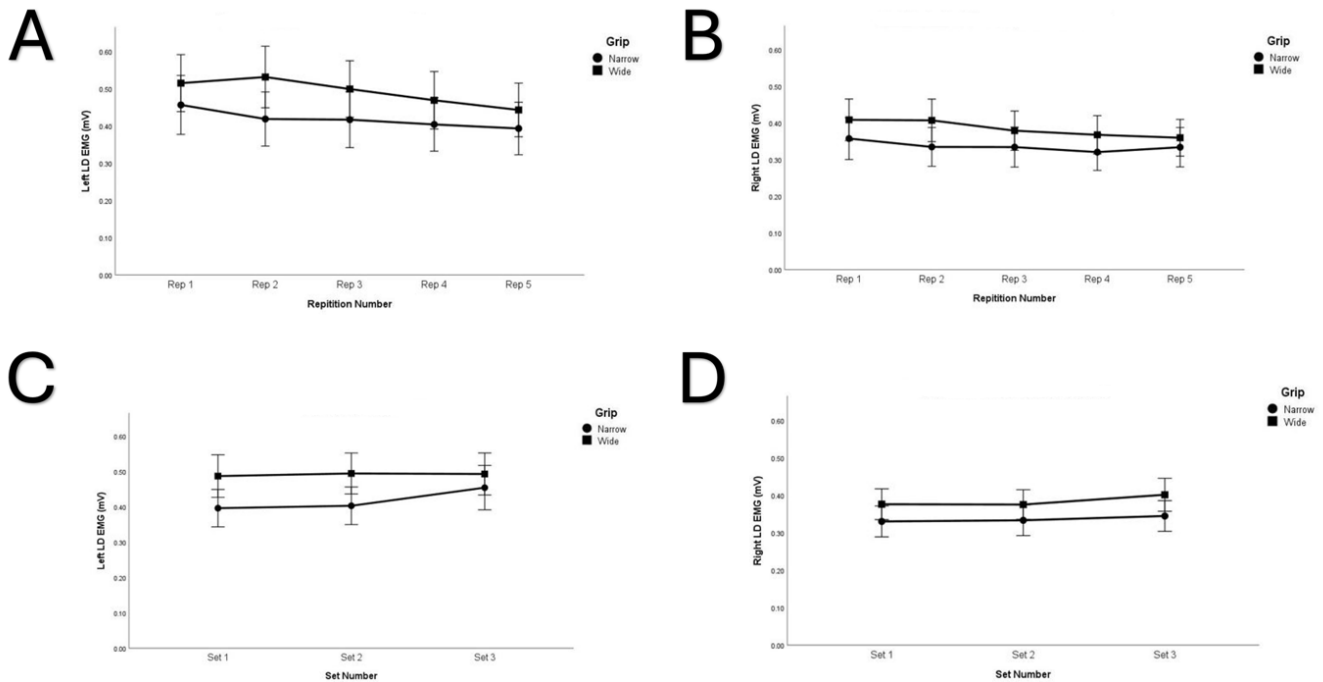 A
Grip
Narrow
Wide
0.60
0.50
0.40
0.30
0.20
0.10
0.00
Left LD EMG (mV)
Rep 1 Rep 2 Rep 3 Rep 4 Rep 5
Repitition Number
B
Grip
Narrow
Wide
0.60
0.50
0.40
0.30
0.20
0.10
0.00
Right LD EMG (mV)
Rep 1 Rep 2 Rep 3 Rep 4 Rep 5
Repitition Number
C
Grip
Narrow
Wide
0.60
0.50
0.40
0.30
0.20
0.10
0.00
Left LD EMG (mV)
Set 1 Set 2 Set 3
Set Number
D
Grip
Narrow
Wide
0.60
0.50
0.40
0.30
0.20
0.10
0.00
Right LD EMG (mV)
Set 1 Set 2 Set 3
Set Number